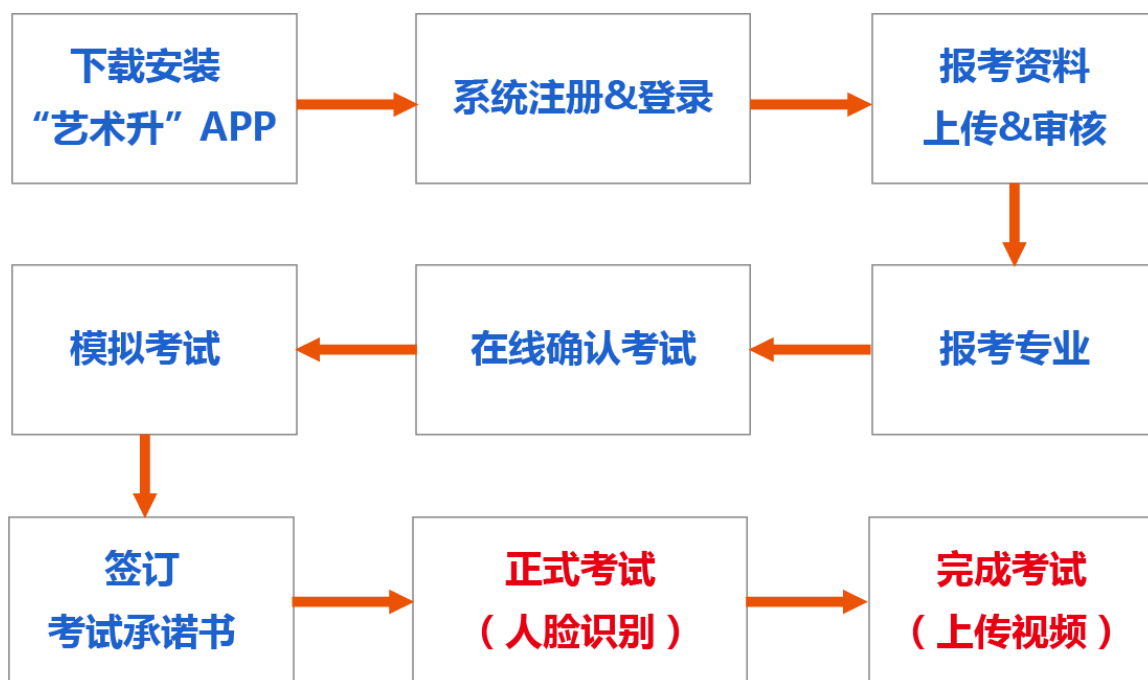 下载安装
“艺术升”APP
系统注册&登录
报考资料
上传&审核
报考专业
在线确认考试
模拟考试
签订
考试承诺书
正式考试
（人脸识别）
完成考试
（上传视频）